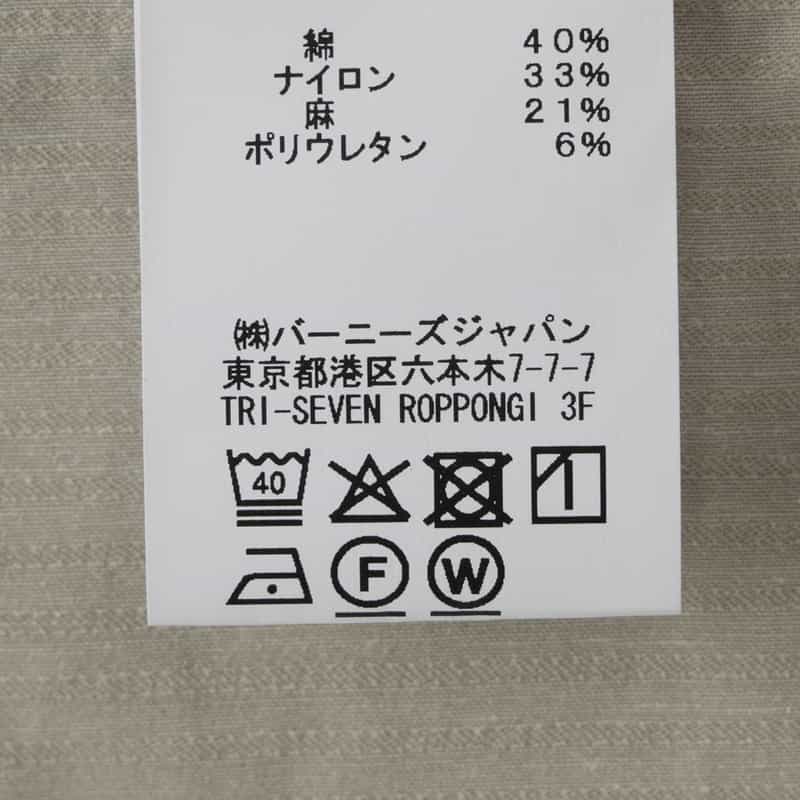 綿 40%
ナイロン 33%
麻 21%
ポリウレタン 6%
㈱バーニーズジャパン
東京都港区六本木7-7-7
TRI-SEVEN ROPPONGI 3F
40
F W